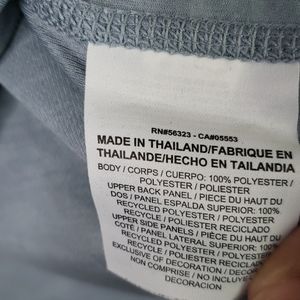 RN#56323 - CA#05553
MADE IN THAILAND/FABRIQUE EN
THAILANDE/HECHO EN TAILANDIA
BODY / CORPS / CUERPO: 100% POLYESTER /
POLYESTER / POLIESTER
UPPER BACK PANEL / PIECE DU HAUT DU
DOS / PANEL ESPALDA SUPERIOR: 100%
RECYCLED POLYESTER / POLYESTER
RECYCLE / POLIESTER RECICLADO
UPPER SIDE PANELS / PIÈCE DU HAUT DU
COTE / PANEL LATERAL SUPERIOR: 100%
RECYCLED POLYESTER / POLYESTER
RECYCLE / POLIESTER RECICLADO
EXCLUSIVE OF DECORATION / DECOR
NON COMPRISE / NO INCLUYE
DECOR